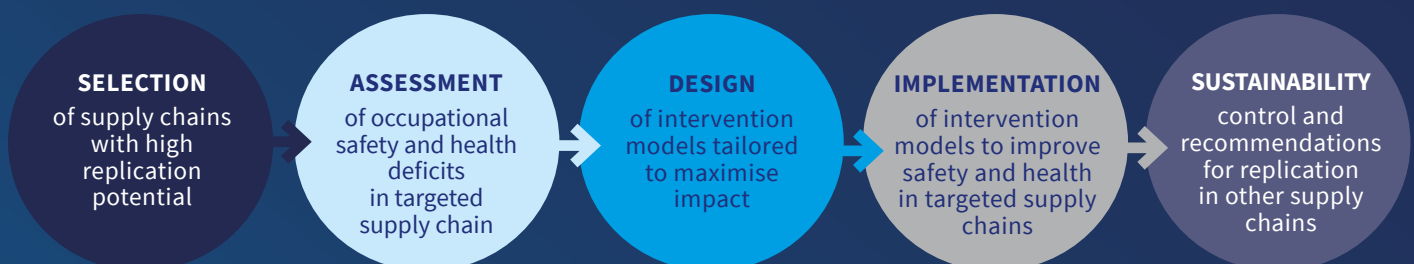 SELECTION
of supply chains
with high
replication
potential
ASSESSMENT
of occupational
safety and health
deficits
in targeted
supply chain
DESIGN
of intervention
models tailored
to maximise
impact
IMPLEMENTATION
of intervention
models to improve
safety and health
in targeted supply
chains
SUSTAINABILITY
control and
recommendations
for replication
in other supply
chains